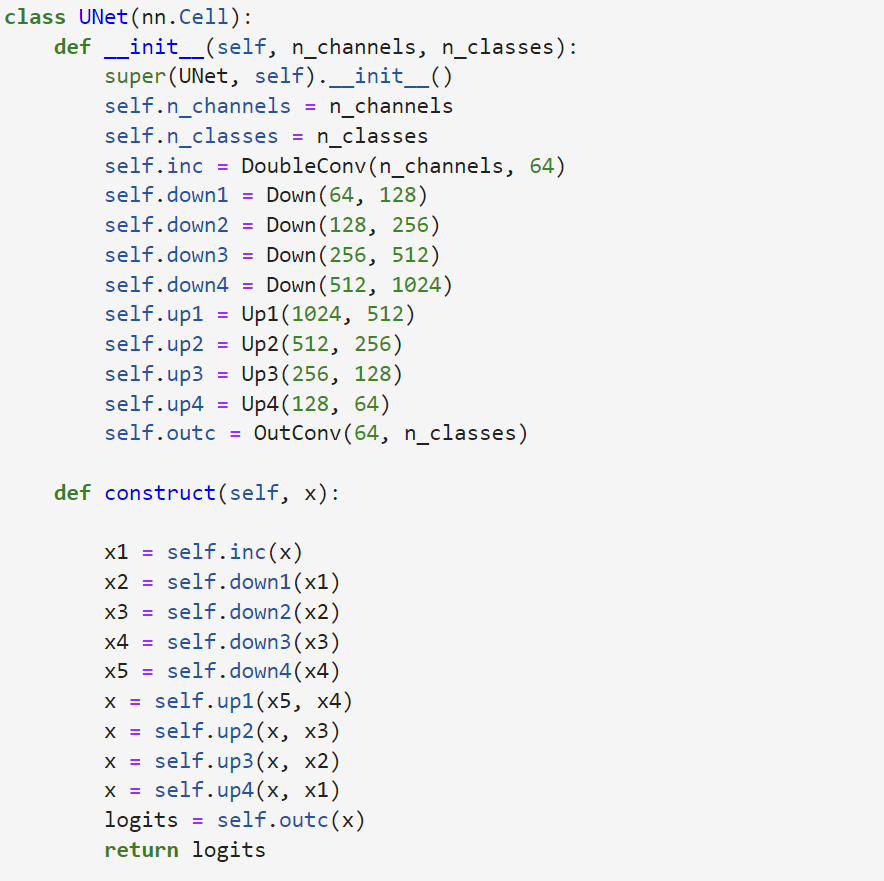 class UNet(nn.Cell):
    def __init__(self, n_channels, n_classes):
        super(UNet, self).__init__()
        self.n_channels = n_channels
        self.n_classes = n_classes
        self.inc = DoubleConv(n_channels, 64)
        self.down1 = Down(64, 128)
        self.down2 = Down(128, 256)
        self.down3 = Down(256, 512)
        self.down4 = Down(512, 1024)
        self.up1 = Up1(1024, 512)
        self.up2 = Up2(512, 256)
        self.up3 = Up3(256, 128)
        self.up4 = Up4(128, 64)
        self.outc = OutConv(64, n_classes)

    def construct(self, x):

        x1 = self.inc(x)
        x2 = self.down1(x1)
        x3 = self.down2(x2)
        x4 = self.down3(x3)
        x5 = self.down4(x4)
        x = self.up1(x5, x4)
        x = self.up2(x, x3)
        x = self.up3(x, x2)
        x = self.up4(x, x1)
        logits = self.outc(x)
        return logits